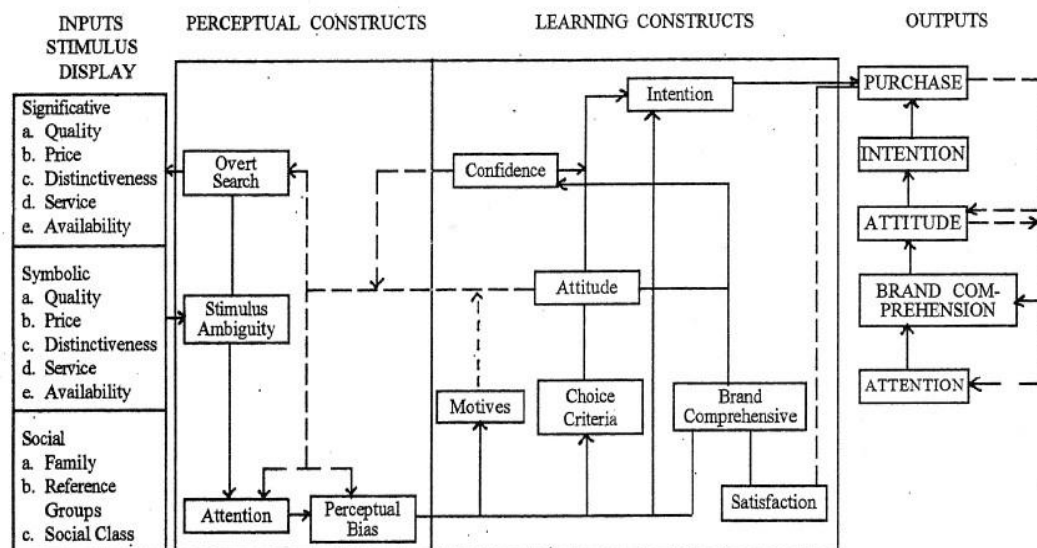 INPUTS
STIMULUS
DISPLAY
PERCEPTUAL CONSTRUCTS
LEARNING CONSTRUCTS
OUTPUTS
Significative
a. Quality
b. Price
c. Distinctiveness
d. Service
e. Availability
Symbolic
a. Quality
b. Price
c. Distinctiveness
d. Service
e. Availability
Social
a. Family
b. Reference
Groups
c. Social Class
Overt
Search
Stimulus
Ambiguity
Attention
Perceptual
Bias
Intention
Confidence
Attitude
Motives
Choice
Criteria
Brand
Comprehensive
Satisfaction
PURCHASE
INTENTION
ATTITUDE
BRAND COM-
PREHENSION
ATTENTION